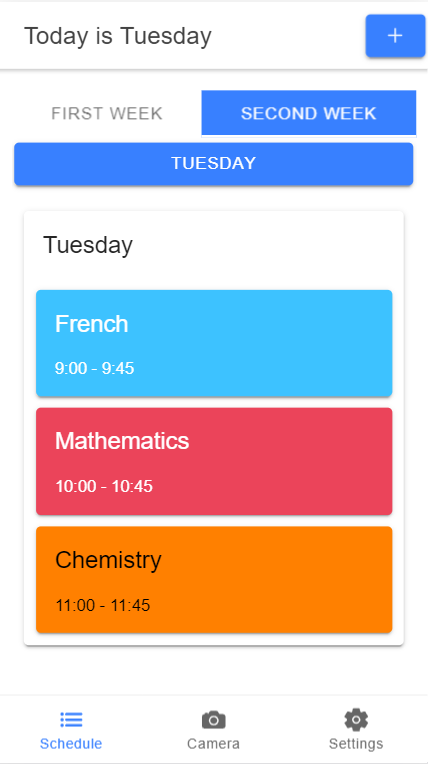 Today is Tuesday
+
FIRST WEEK SECOND WEEK
TUESDAY
Tuesday
French
9:00 - 9:45
Mathematics
10:00 - 10:45
Chemistry
11:00 - 11:45
Schedule Camera Settings